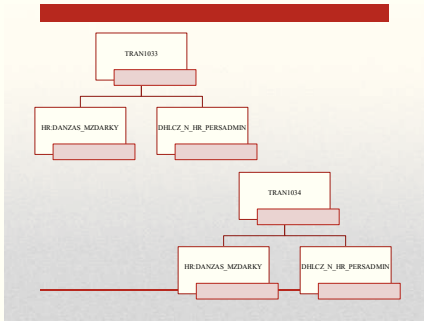 TRAN1033
HR:DANZAS_MZDARKY
DHLCZ_N_HR_PERSADMIN
TRAN1034
HR:DANZAS_MZDARKY
DHLCZ_N_HR_PERSADMIN